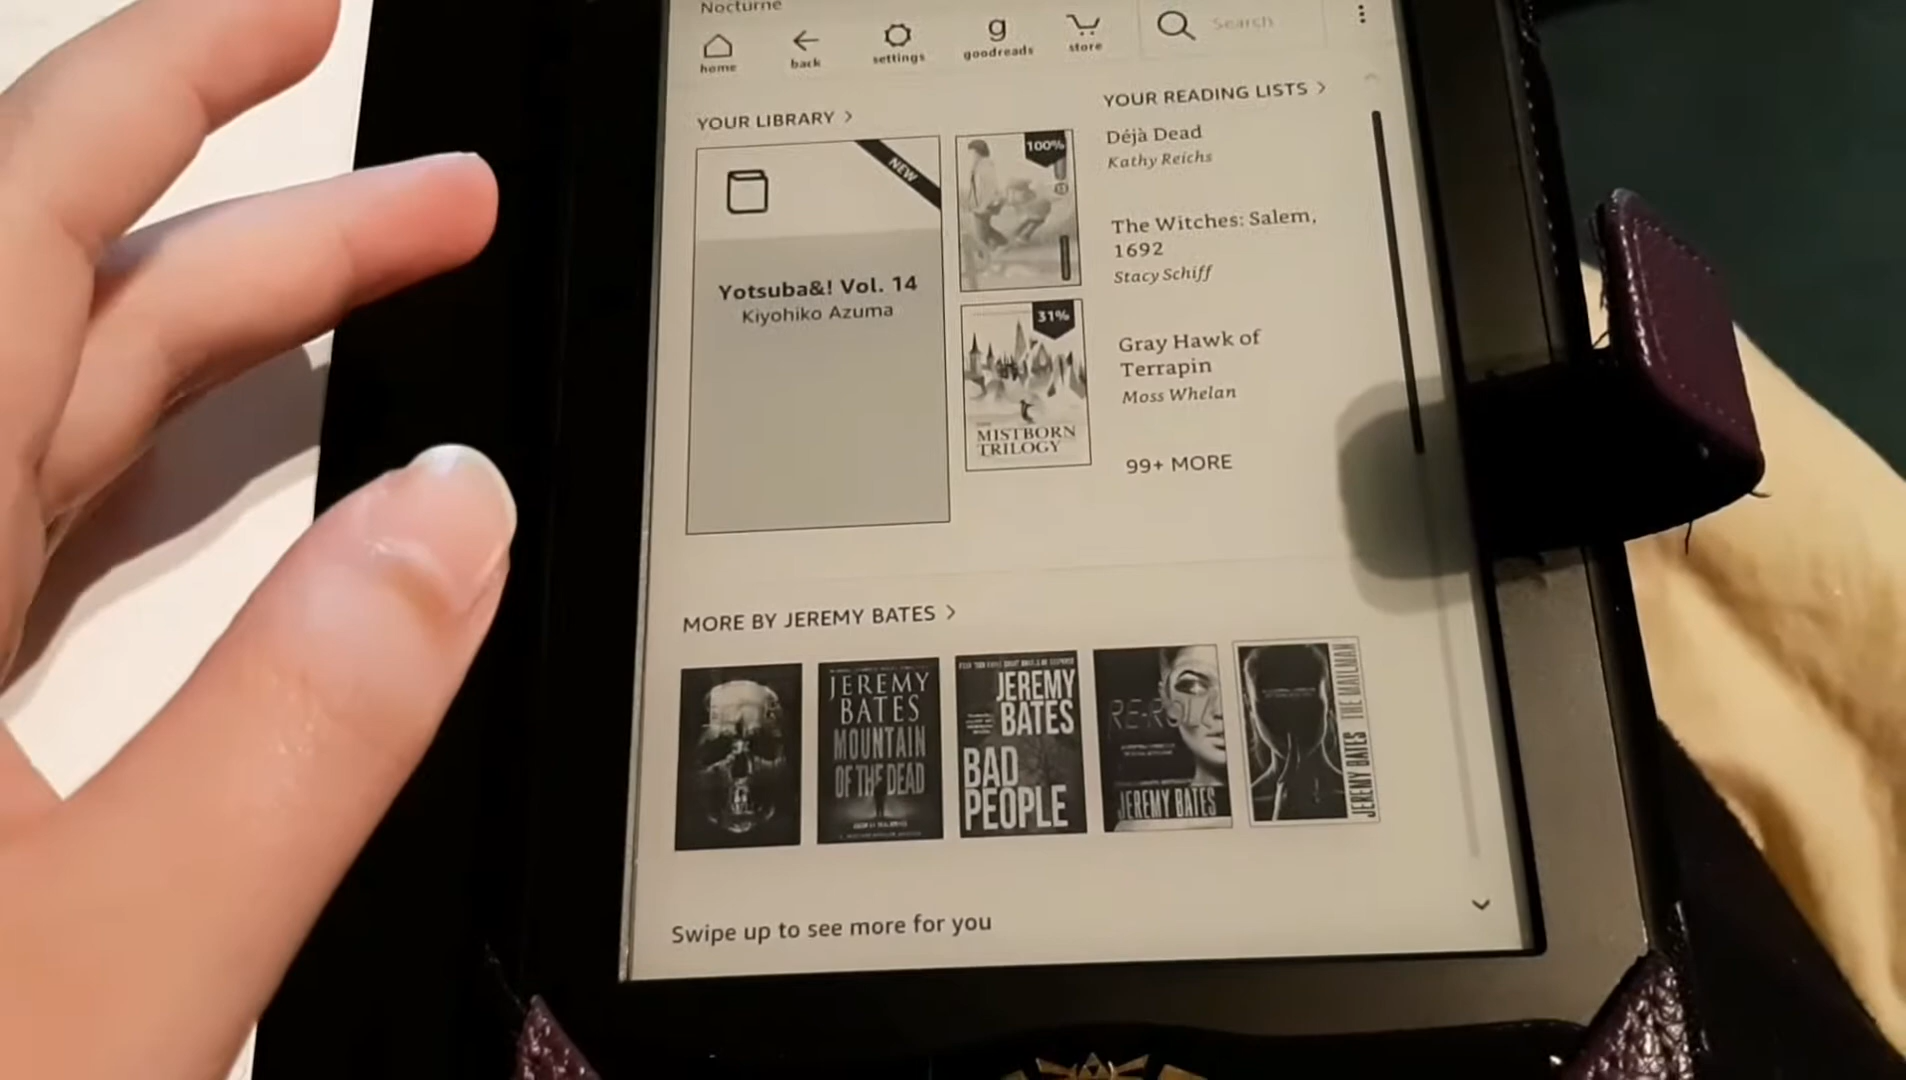 Nocturne
home
back
settings
g
goodreads
store
Search
YOUR LIBRARY >
NEW
Yotsuba&! Vol. 14
Kiyohiko Azuma
100%
31%
MISTBORN
TRILOGY
YOUR READING LISTS >
Déjà Dead
Kathy Reichs
The Witches: Salem,
1692
Stacy Schiff
Gray Hawk of
Terrapin
Moss Whelan
99+ MORE
MORE BY JEREMY BATES >
JEREMY
BATES
MOUNTAIN
OF THE DEAD
JEREMY
BATES
BAD
PEOPLE
JEREMY BATES
JEREMY BATES THE MAILMAN
Swipe up to see more for you